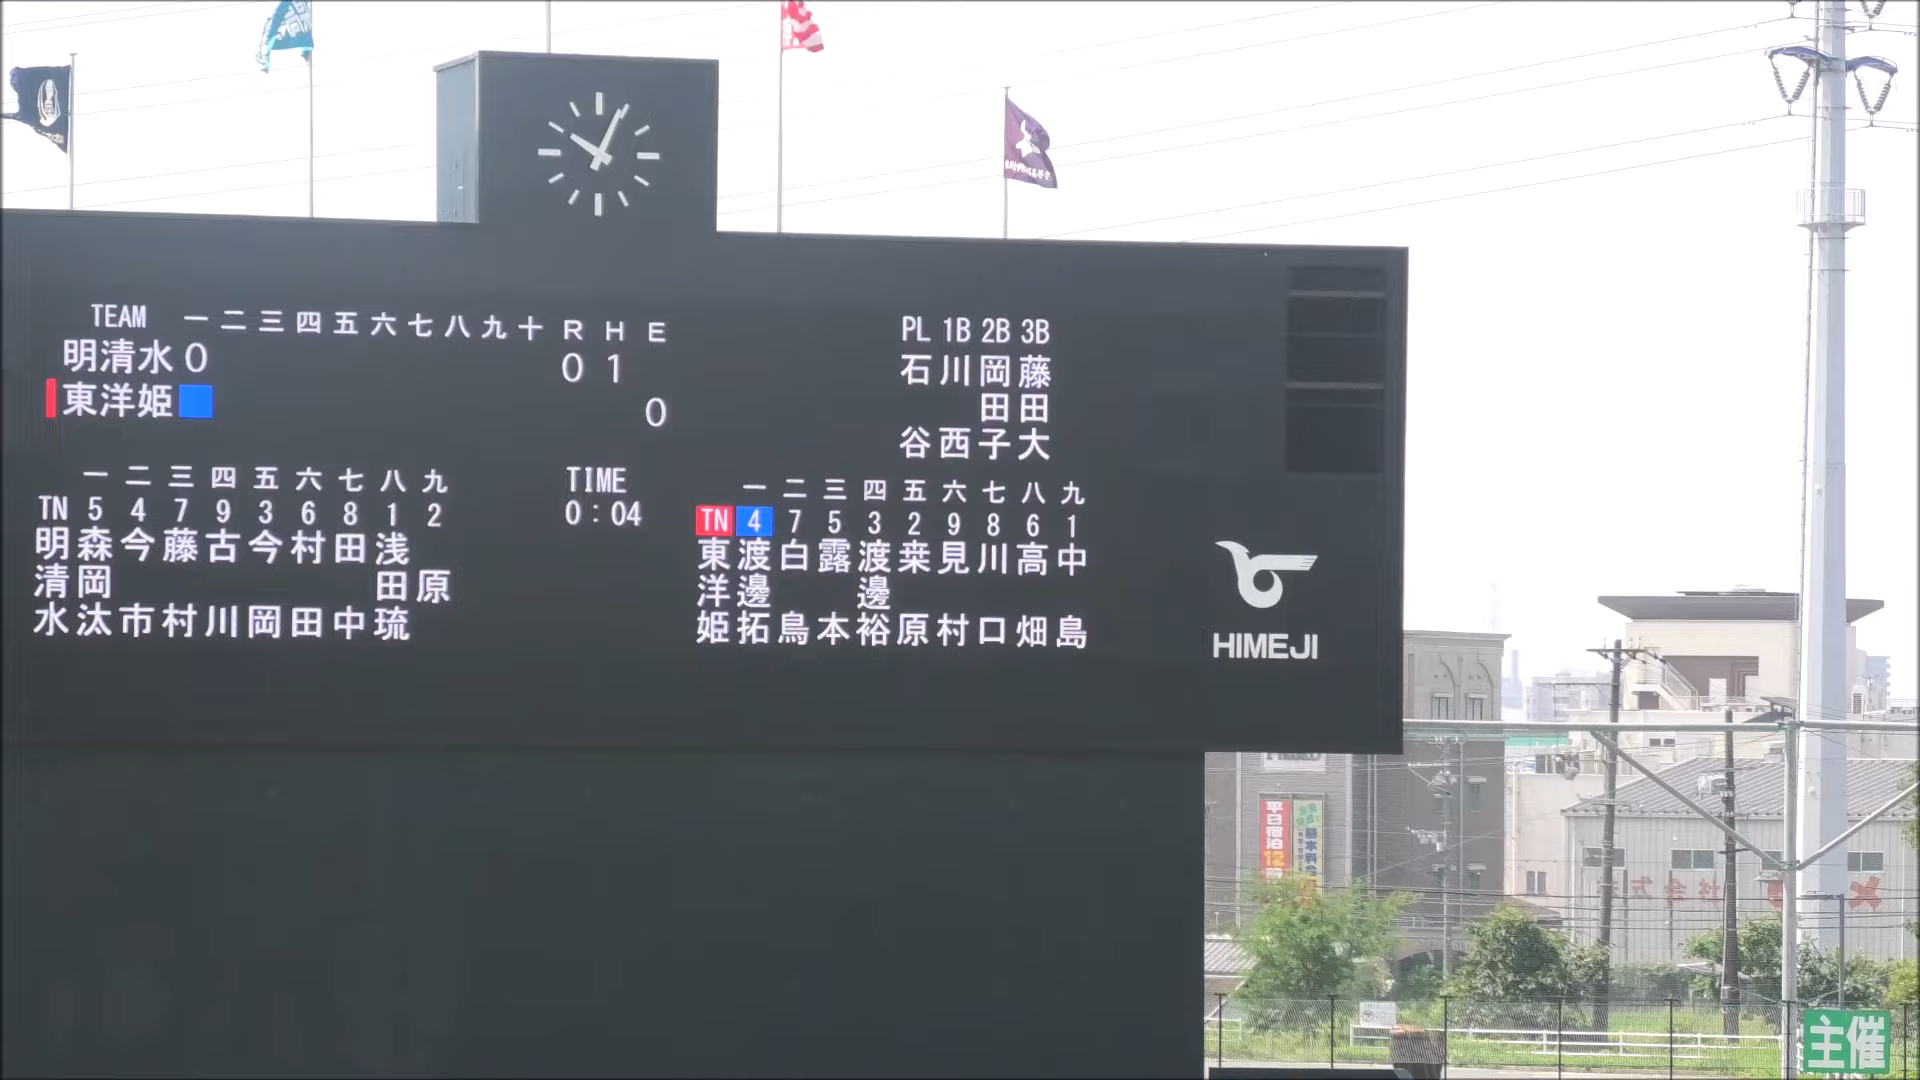 TEAM 一 二 三 四 五 六 七 八 九 十 R H E
明清水 0 0 1
東洋姫 0
PL 1B 2B 3B
石 川 岡 藤
田 田
谷 西 子 大
一 二 三 四 五 六 七 八 九
TN 5 4 7 9 3 6 8 1 2
明 森 今 藤 古 今 村 田 浅
清 岡 田 原
水 汰 市 村 川 岡 田 中 琉
TIME
0:04
一 二 三 四 五 六 七 八 九
TN 4 7 5 3 2 9 8 6 1
東 渡 白 露 渡 桒 見 川 高 中
洋 邊 邊
姫 拓 鳥 本 裕 原 村 口 畑 島
HIMEJI
平日宿泊12
主催